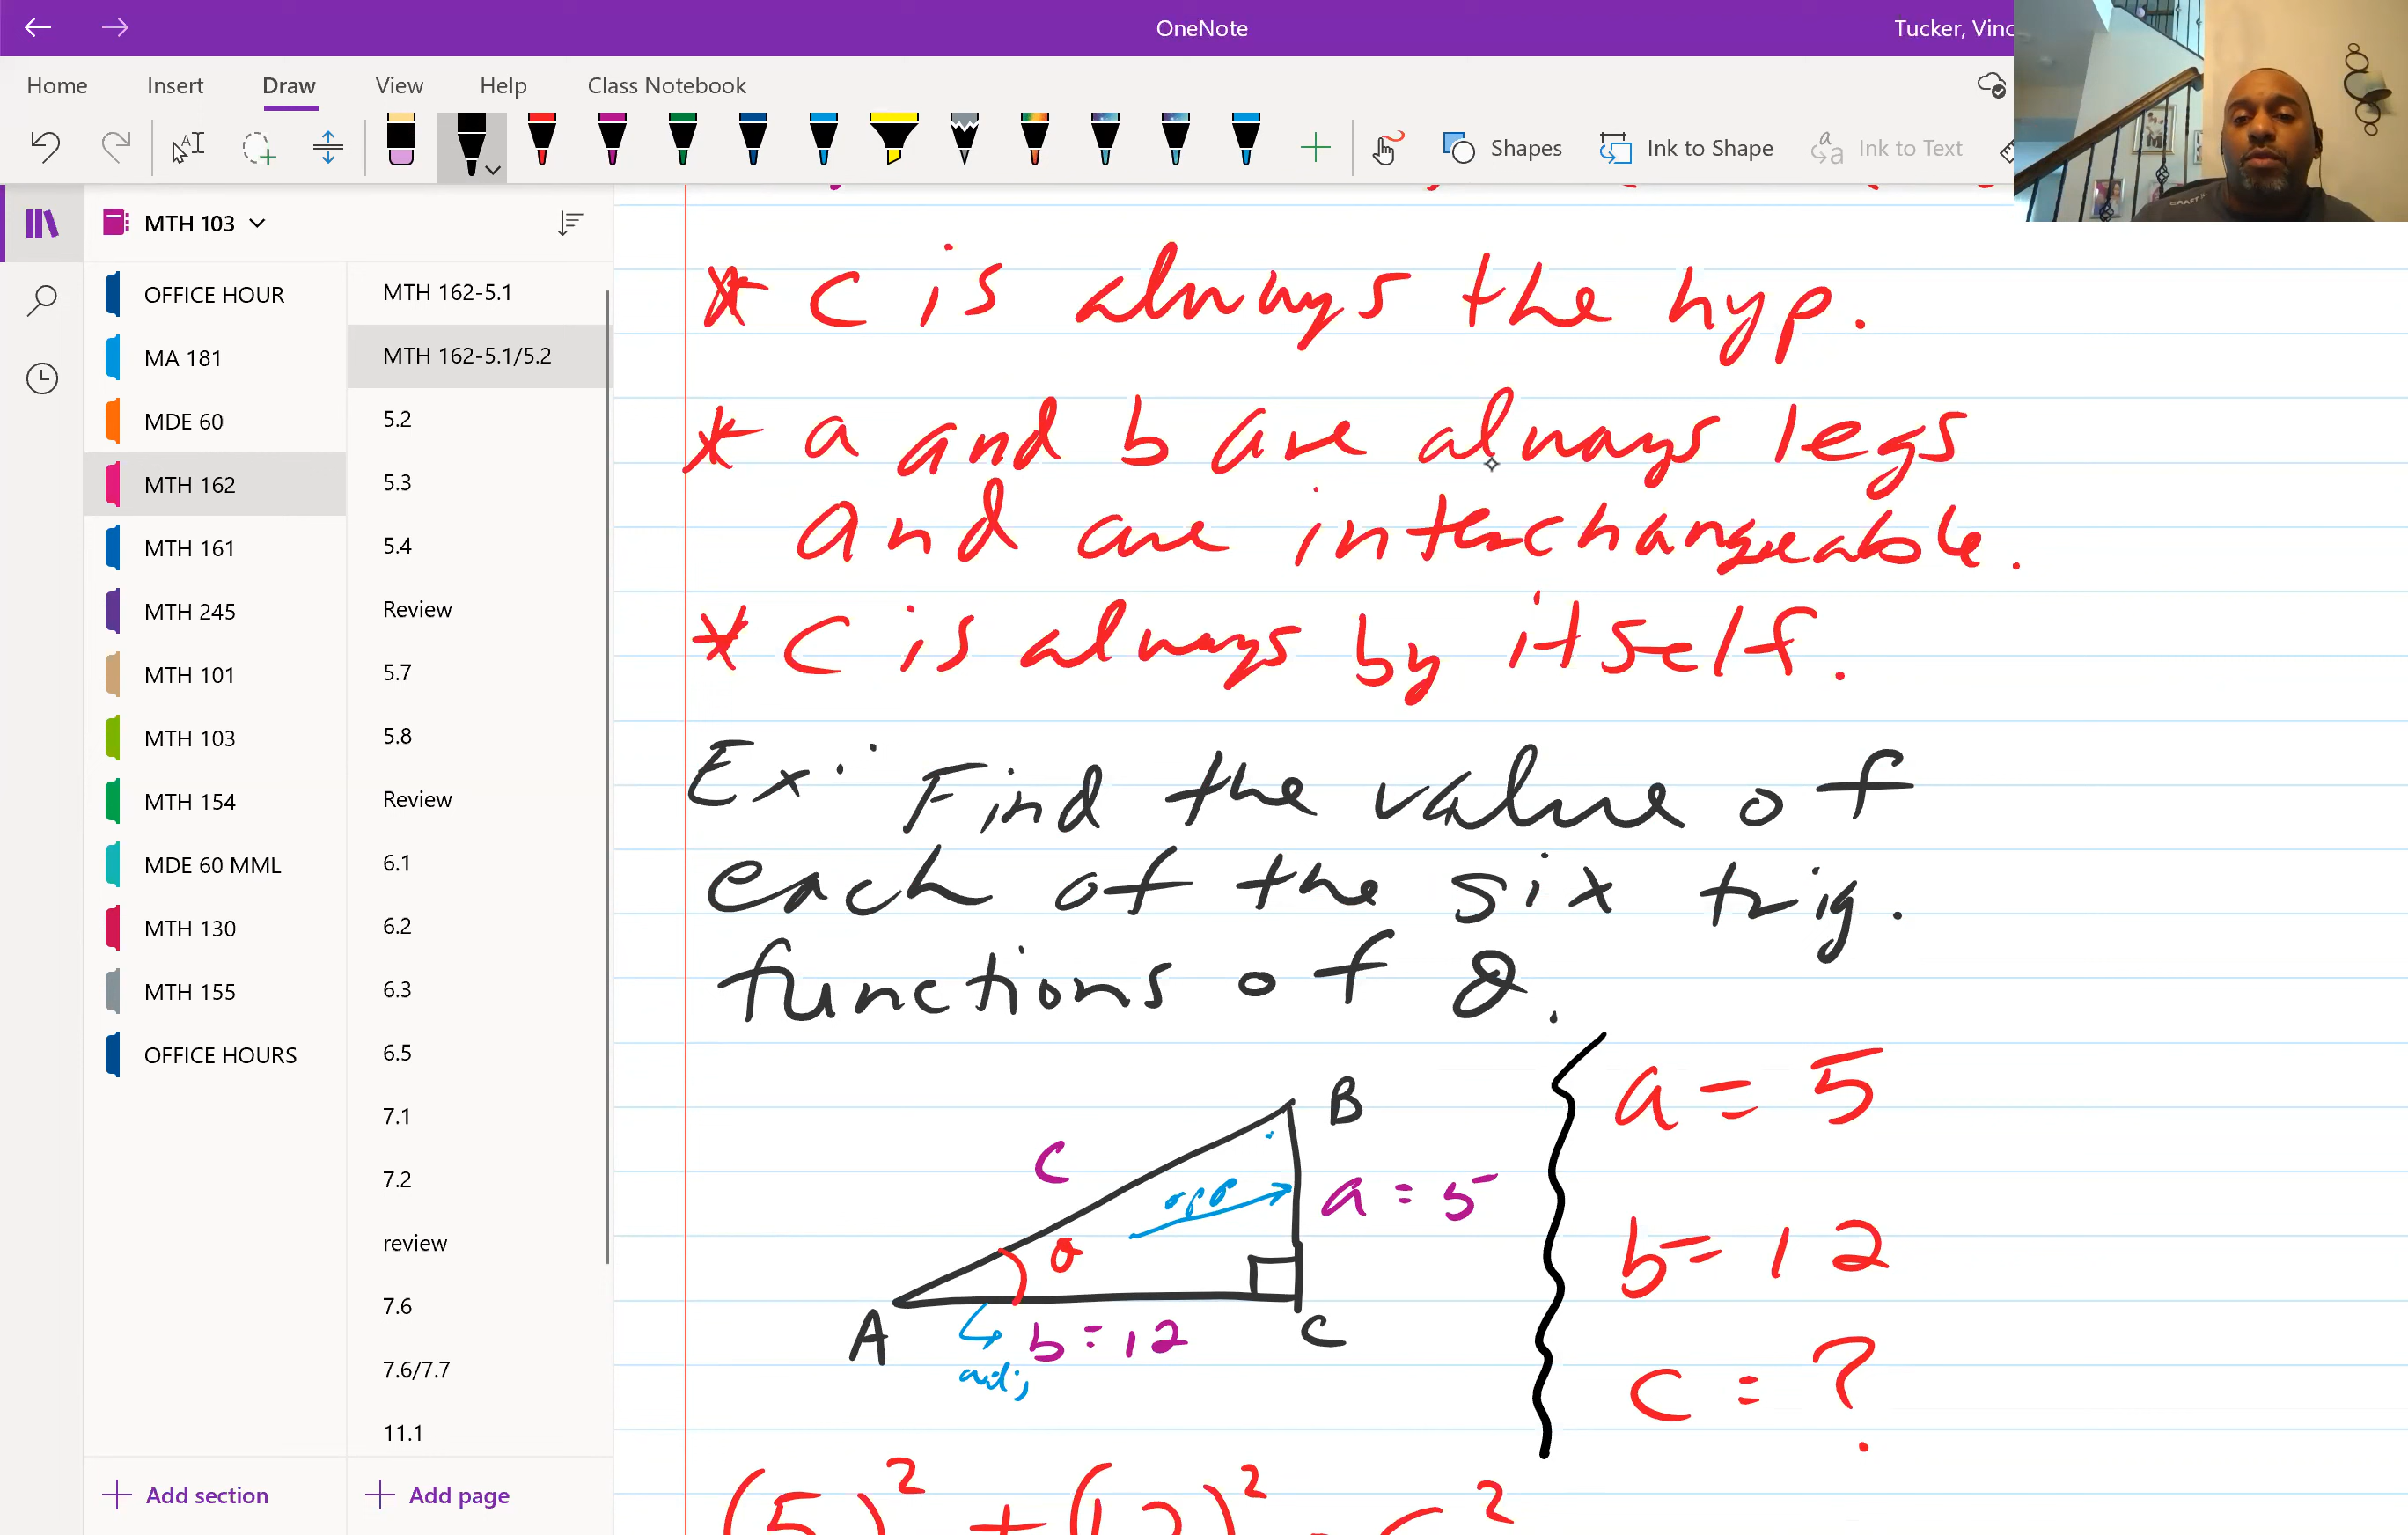 OneNote
Tucker, Vinc
Home Insert Draw View Help Class Notebook
Shapes Ink to Shape Ink to Text
MTH 103
OFFICE HOUR
MA 181
MDE 60
MTH 162
MTH 161
MTH 245
MTH 101
MTH 103
MTH 154
MDE 60 MML
MTH 130
MTH 155
OFFICE HOURS
Add section
MTH 162-5.1
MTH 162-5.1/5.2
5.2
5.3
5.4
Review
5.7
5.8
Review
6.1
6.2
6.3
6.5
7.1
7.2
review
7.6
7.6/7.7
11.1
Add page
* c is always the hyp.
* a and b are always legs
and are interchangeable.
* c is always by itself.
Ex: Find the value of
each of the six trig.
functions of θ.
B
c
opp
a = 5
θ
A
b = 12
C
adj
a = 5
b = 12
c = ?
(5)² + (12)² = c²